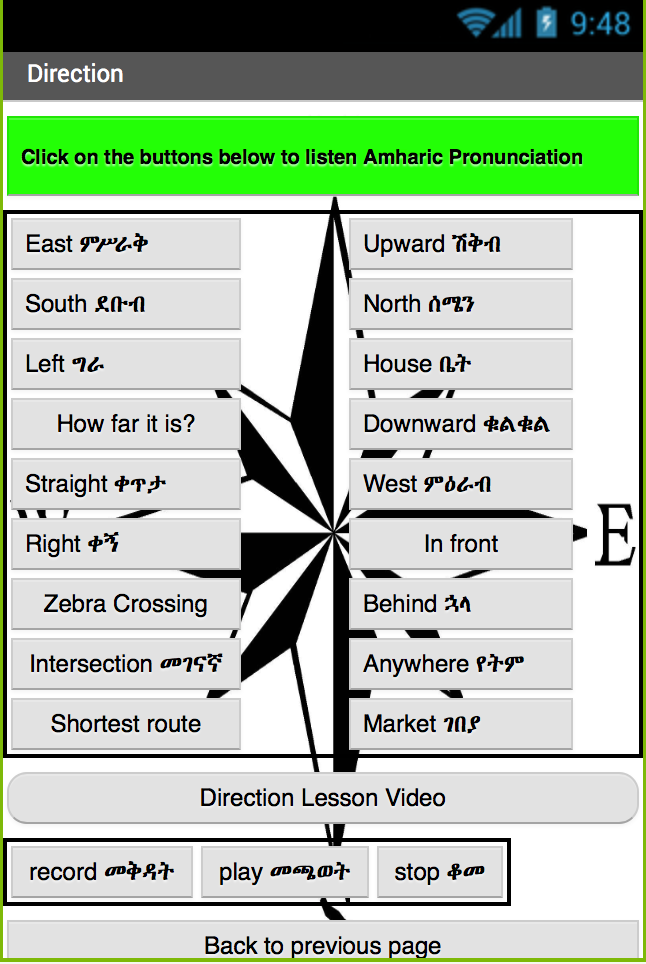 9:48
Direction
Click on the buttons below to listen Amharic Pronunciation
East ምሥራቅ
Upward ሽቅብ
South ደቡብ
North ሰሜን
Left ግራ
House ቤት
How far it is?
Downward ቁልቁል
Straight ቀጥታ
West ምዕራብ
Right ቀኝ
In front
E
Zebra Crossing
Behind ኋላ
Intersection መገናኛ
Anywhere የትም
Shortest route
Market ገበያ
Direction Lesson Video
record መቅዳት
play መጫወት
stop ቆመ
Back to previous page